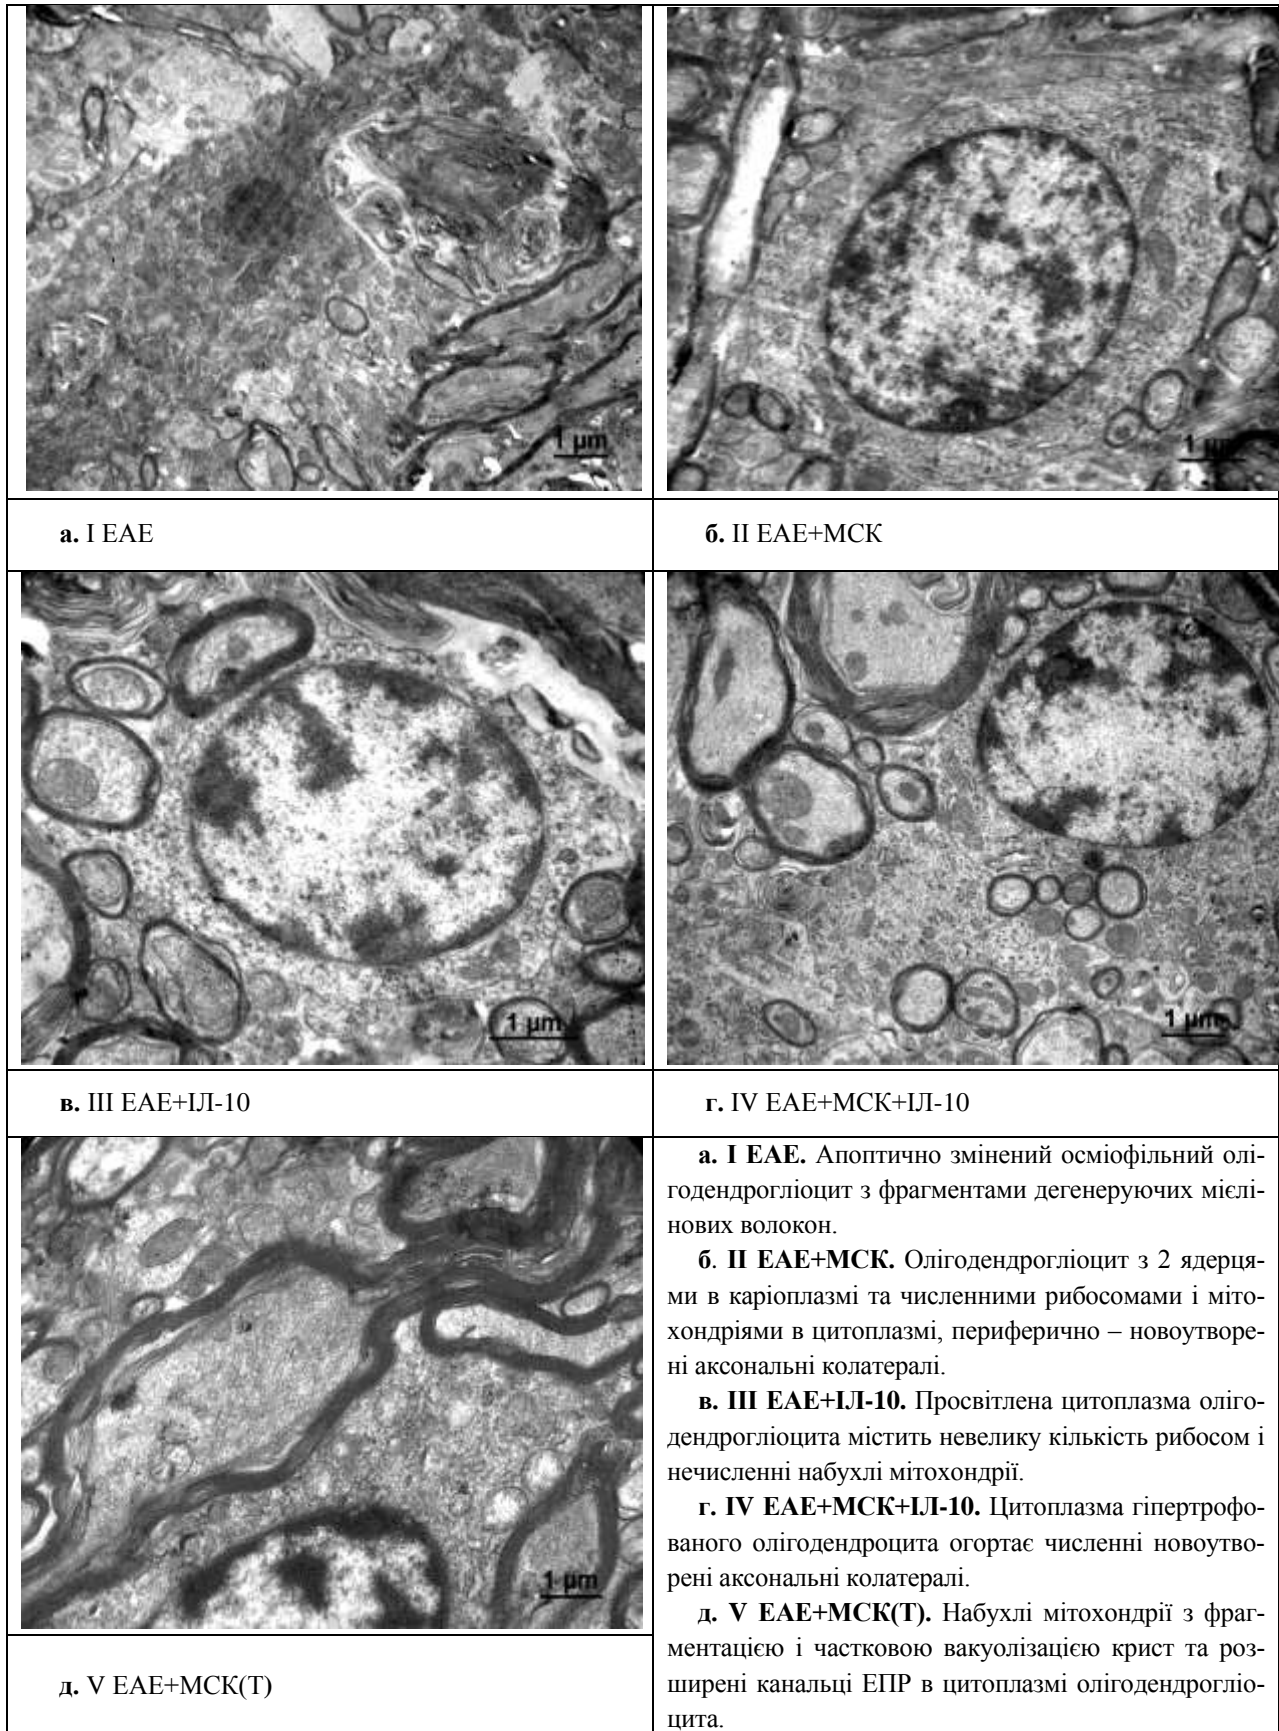 1 µm
1 µm
а. I ЕАЕ
б. II ЕАЕ+МСК
1 µm
1 µm
в. III ЕАЕ+ІЛ-10
г. IV ЕАЕ+МСК+ІЛ-10
1 µm
д. V ЕАЕ+МСК(Т)
а. I ЕАЕ. Апоптично змінений осміофільний олі-
годендрогліоцит з фрагментами дегенеруючих мієлі-
нових волокон.
б. II ЕАЕ+МСК. Олігодендрогліоцит з 2 ядерця-
ми в каріоплазмі та численними рибосомами і міто-
хондріями в цитоплазмі, периферично – новоутворе-
ні аксональні колатералі.
в. III ЕАЕ+ІЛ-10. Просвітлена цитоплазма оліго-
дендрогліоцита містить невелику кількість рибосом і
нечисленні набухлі мітохондрії.
г. IV ЕАЕ+МСК+ІЛ-10. Цитоплазма гіпертрофо-
ваного олігодендроцита огортає численні новоутво-
рені аксональні колатералі.
д. V ЕАЕ+МСК(Т). Набухлі мітохондрії з фраг-
ментацією і частковою вакуолізацією крист та роз-
ширені канальці ЕПР в цитоплазмі олігодендрогліо-
цита.